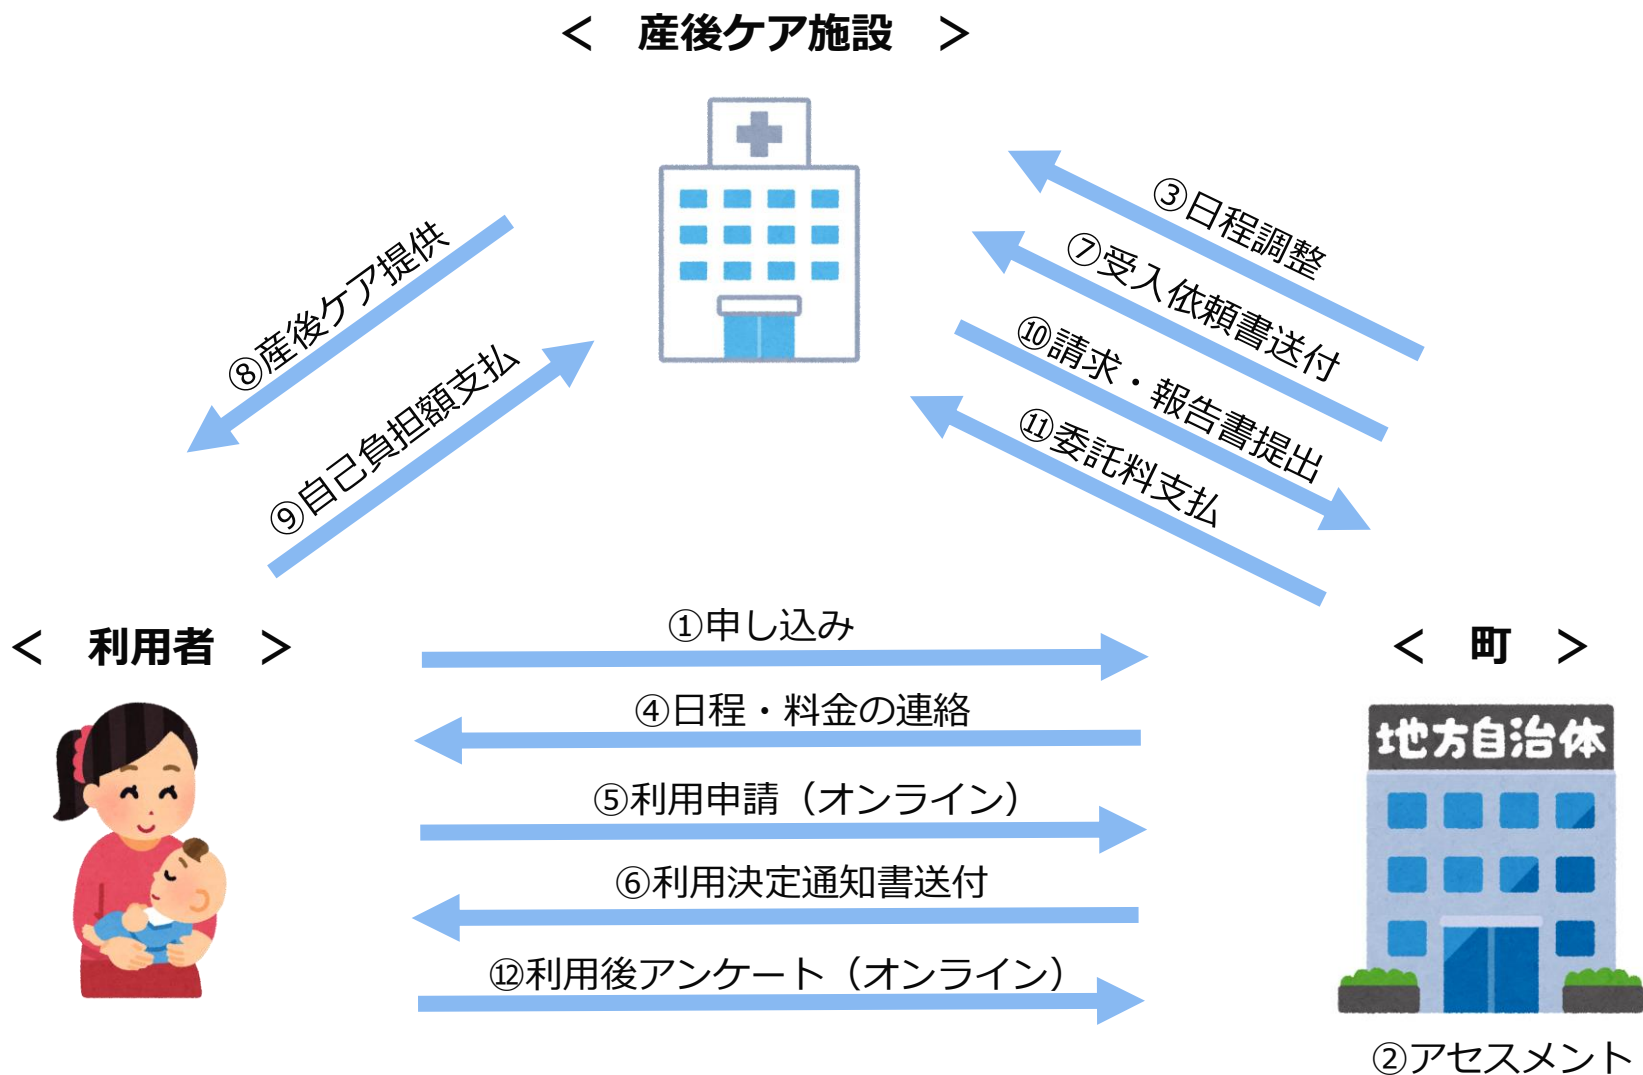 ＜　産後ケア施設　＞
③日程調整
⑦受入依頼書送付
⑩請求・報告書提出
⑪委託料支払
⑧産後ケア提供
⑨自己負担額支払
＜　利用者　＞
①申し込み
＜　町　＞
④日程・料金の連絡
地方自治体
⑤利用申請（オンライン）
⑥利用決定通知書送付
⑫利用後アンケート（オンライン）
②アセスメント